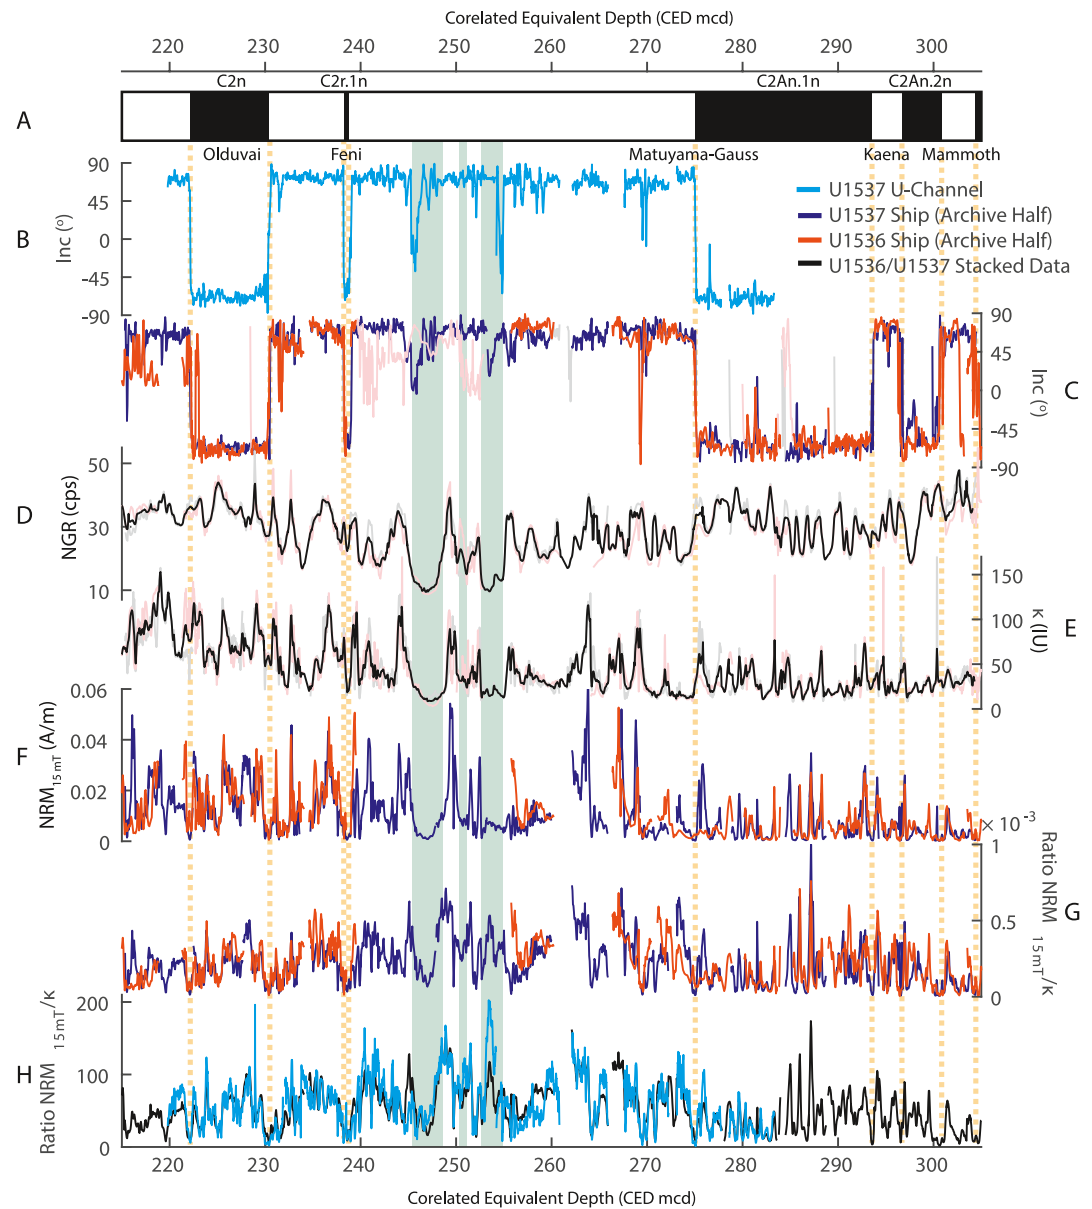 Corelated Equivalent Depth (CED mcd)
220 230 240 250 260 270 280 290 300
C2n C2r.1n C2An.1n C2An.2n
A
Olduvai Feni Matuyama-Gauss Kaena Mammoth
90
45
0
-45
-90
B
Inc (º)
U1537 U-Channel
U1537 Ship (Archive Half)
U1536 Ship (Archive Half)
U1536/U1537 Stacked Data
90
45
0
-45
-90
Inc (º)
C
50
30
10
D
NGR (cps)
150
100
50
0
κ (IU)
E
0.06
0.04
0.02
0
F
NRM15 mT (A/m)
× 10-3
1
0.5
0
Ratio NRM 15 mT/κ
G
200
100
0
H
Ratio NRM 15 mT/κ
220 230 240 250 260 270 280 290 300
Corelated Equivalent Depth (CED mcd)